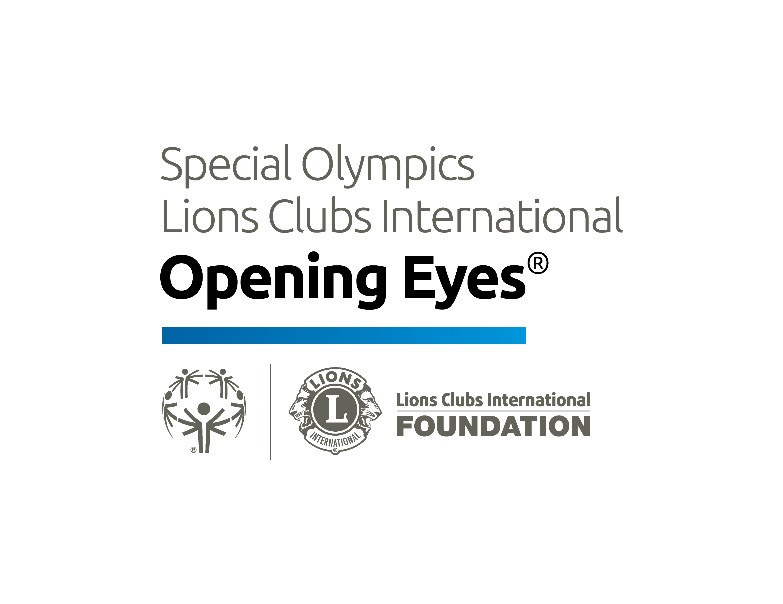 Special Olympics
Lions Clubs International
Opening Eyes®
®
LIONS
L
INTERNATIONAL
®
Lions Clubs International
FOUNDATION